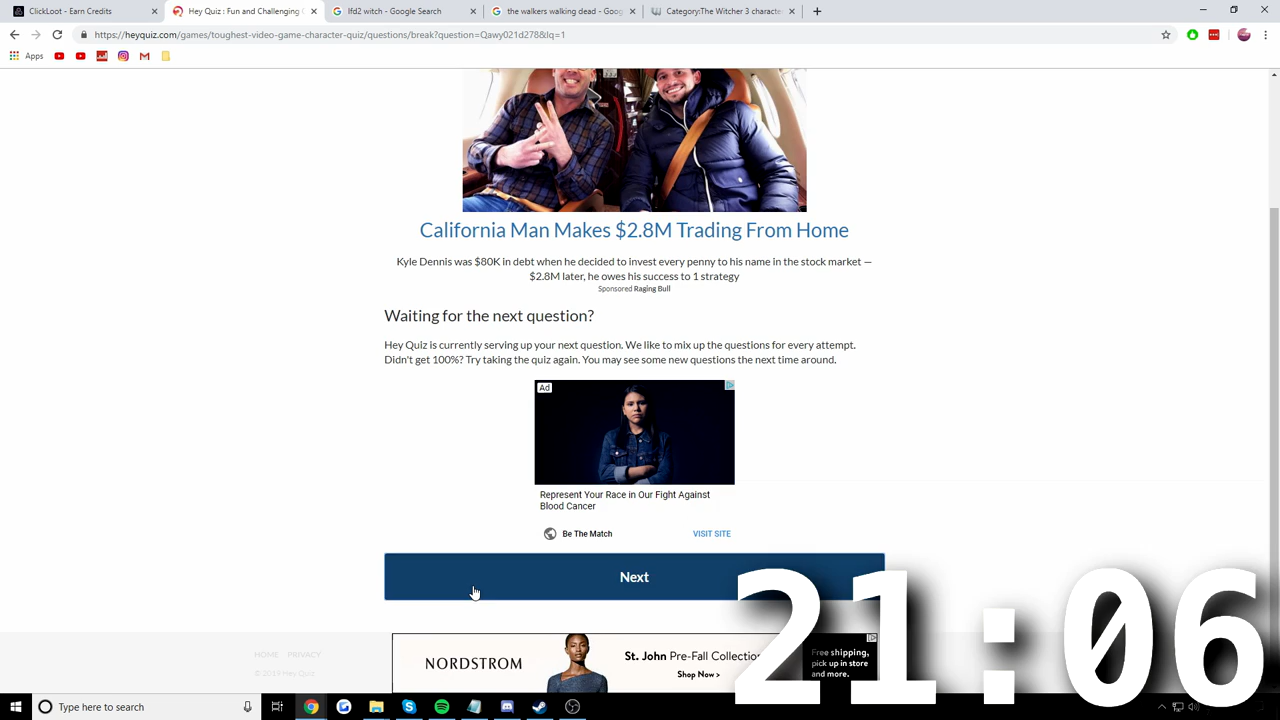 ClickLoot - Earn Credits
Hey Quiz : Fun and Challenging
lfd2 witch - Google Search
the walkers walking dead - Goog
Category:The Witcher 3 character
https://heyquiz.com/games/toughest-video-game-character-quiz/questions/break?question=Qawy021d278&lq=1
Apps
California Man Makes $2.8M Trading From Home
Kyle Dennis was $80K in debt when he decided to invest every penny to his name in the stock market —
$2.8M later, he owes his success to 1 strategy
Sponsored Raging Bull
Waiting for the next question?
Hey Quiz is currently serving up your next question. We like to mix up the questions for every attempt.
Didn't get 100%? Try taking the quiz again. You may see some new questions the next time around.
Ad
Represent Your Race in Our Fight Against
Blood Cancer
Be The Match
VISIT SITE
Next
21:06
HOME PRIVACY
© 2019 Hey Quiz
NORDSTROM
St. John Pre-Fall Collection
Shop Now >
Free shipping,
pick up in store
and more.
Type here to search